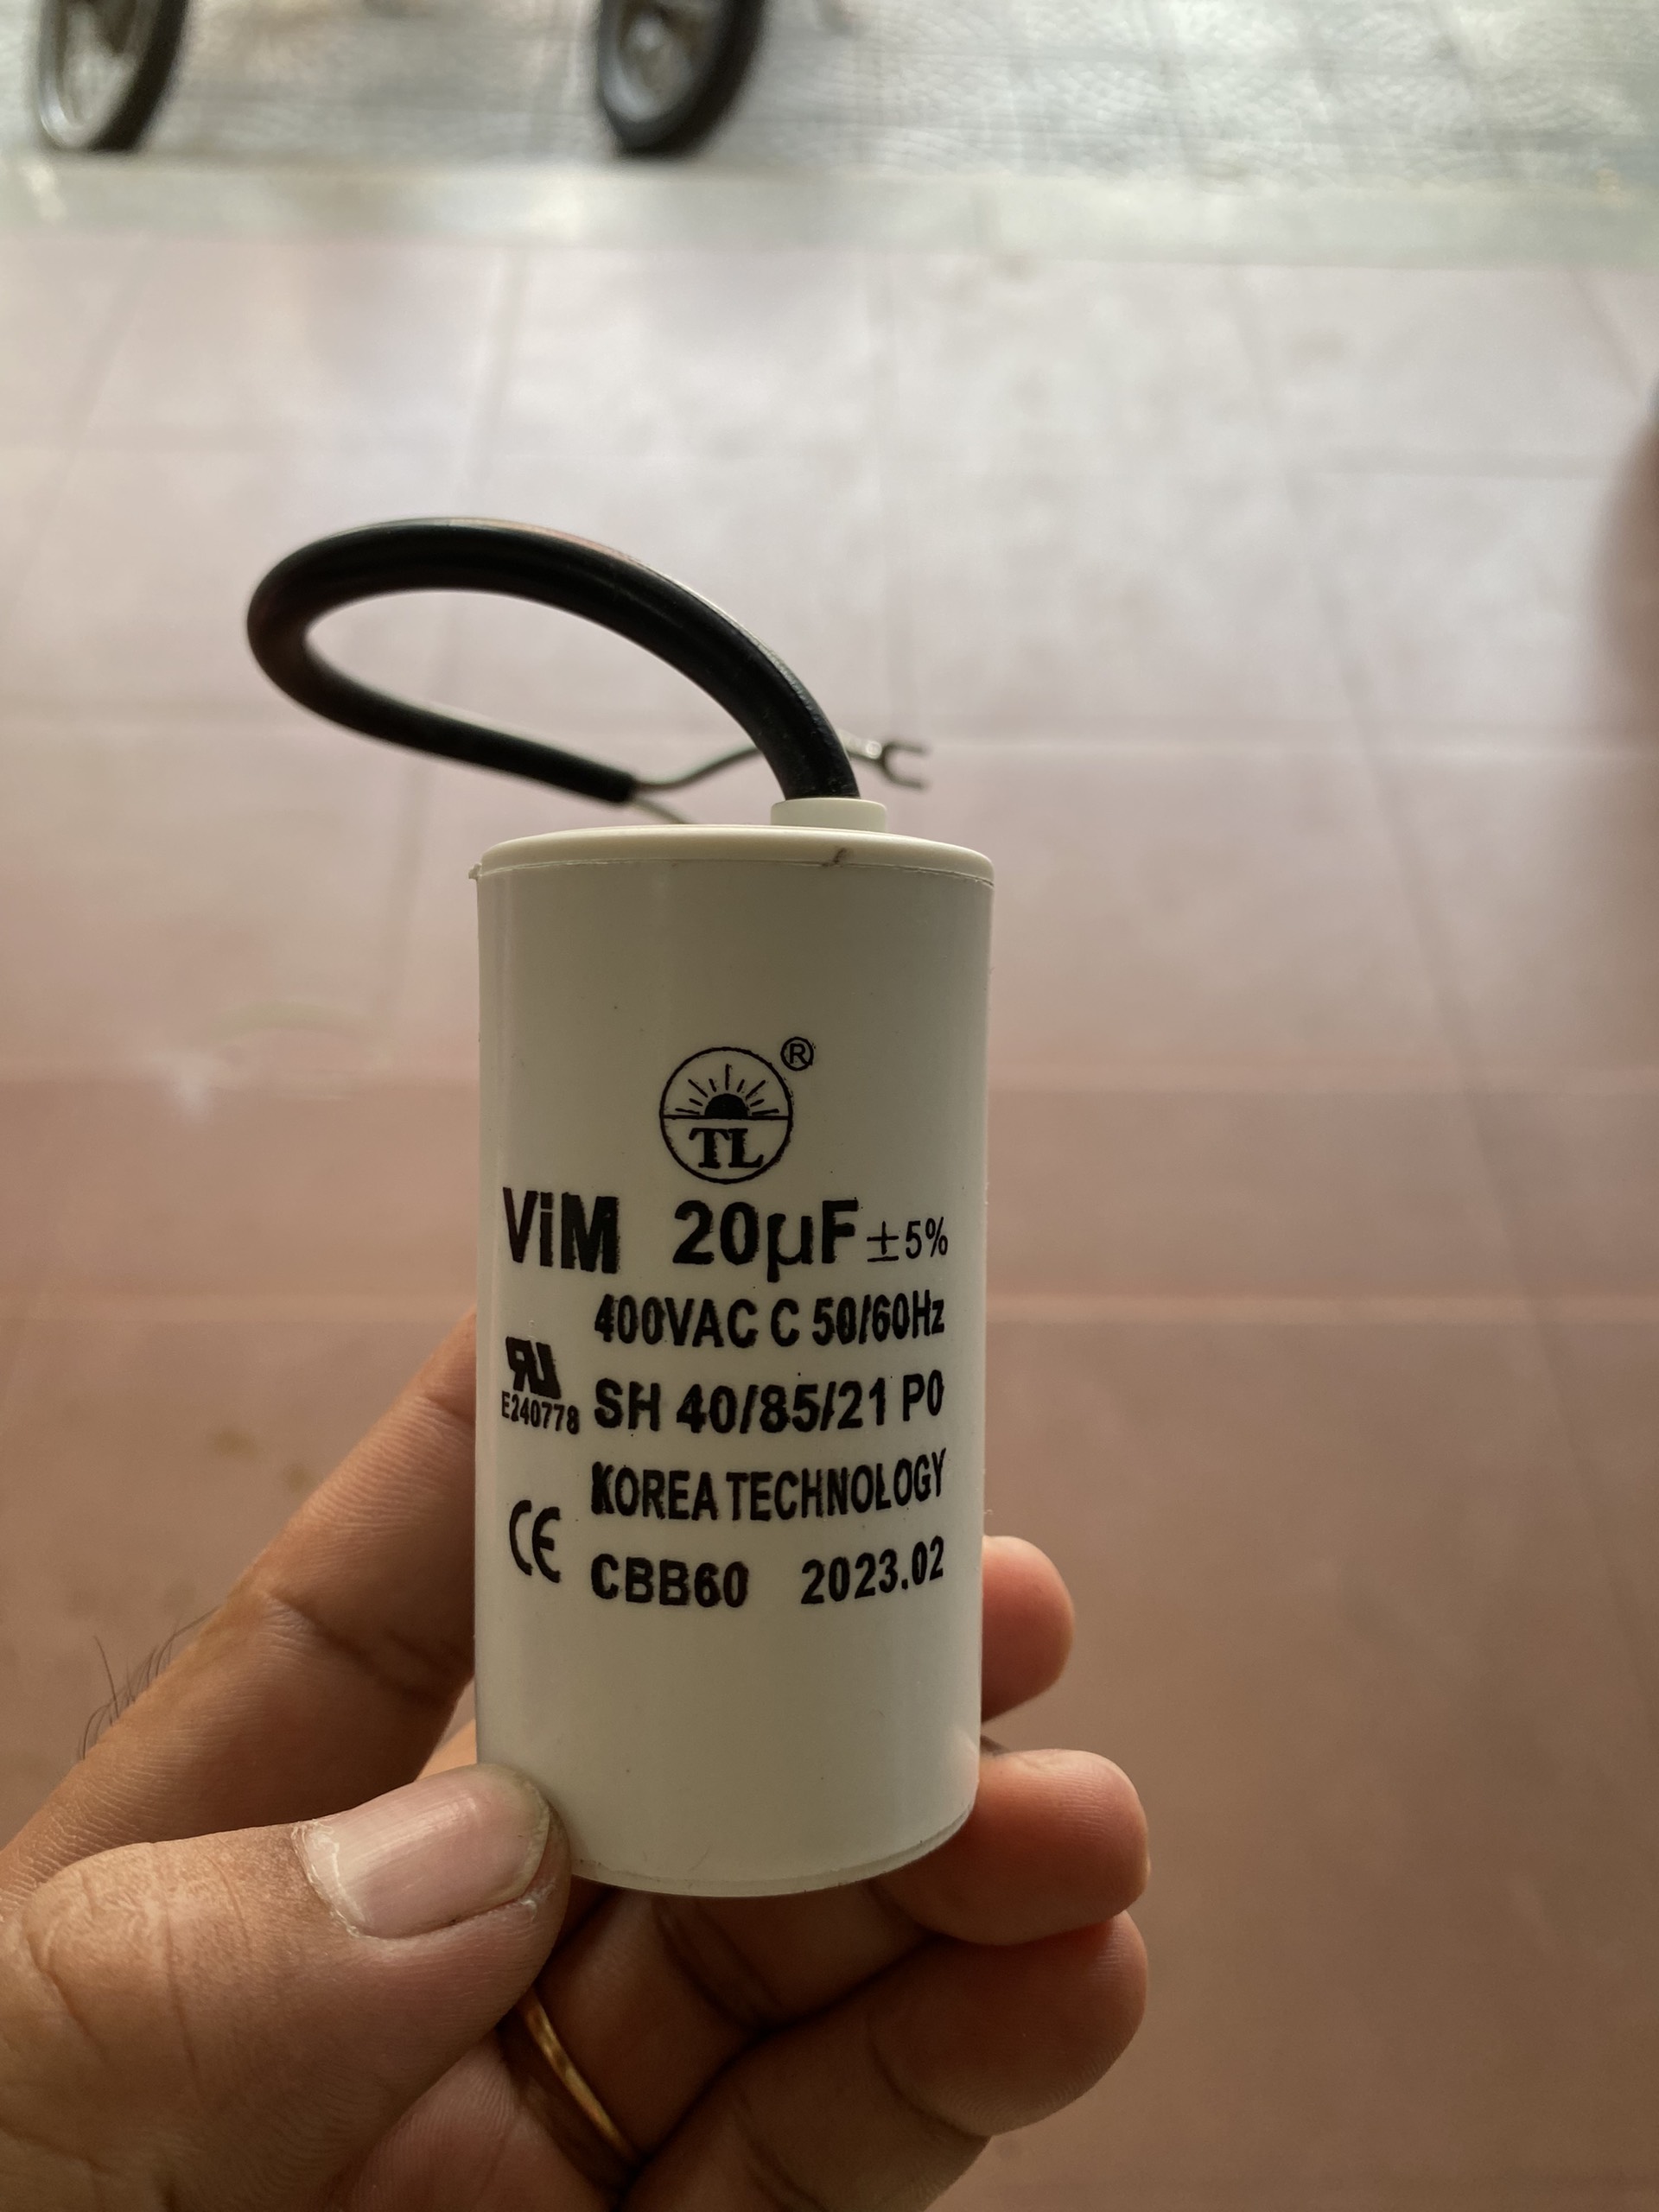 ®
TL
ViM 20µF ±5%
400VAC C 50/60Hz
RU
E240778
SH 40/85/21 P0
KOREA TECHNOLOGY
CE
CBB60 2023.02